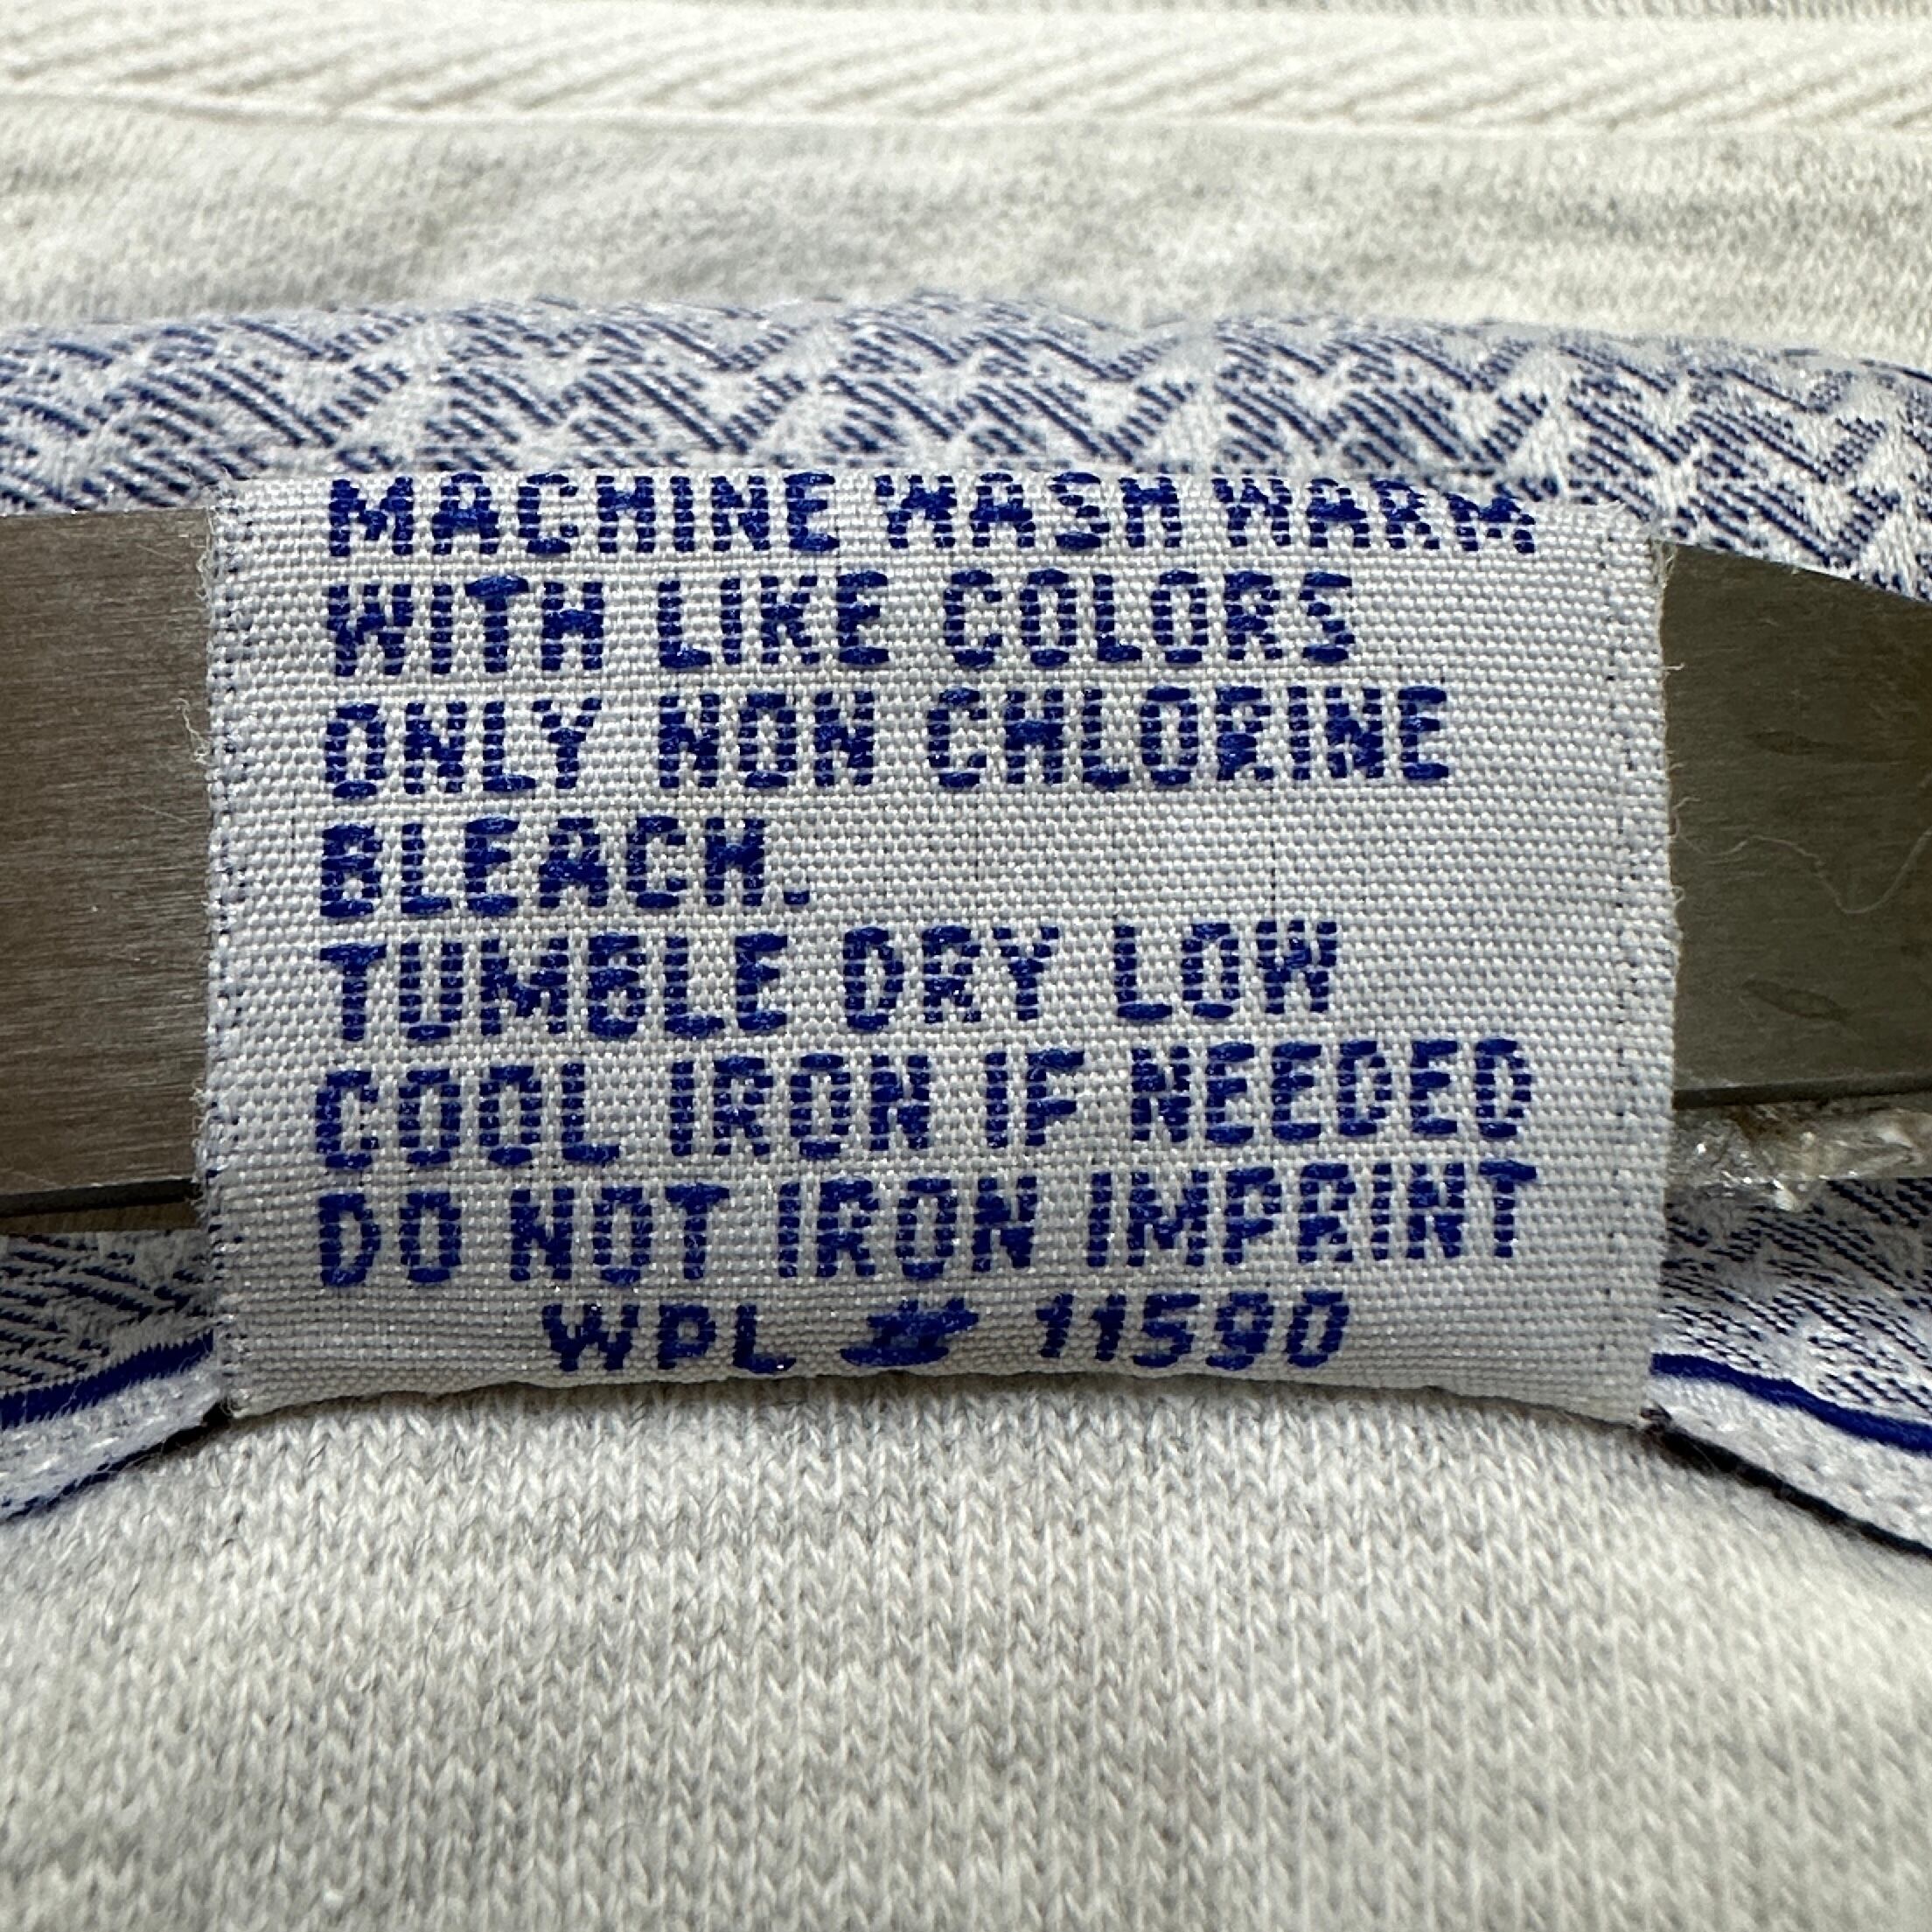 MACHINE WASH WARM
WITH LIKE COLORS
ONLY NON CHLORINE
BLEACH.
TUMBLE DRY LOW
COOL IRON IF NEEDED
DO NOT IRON IMPRINT
WPL # 11590